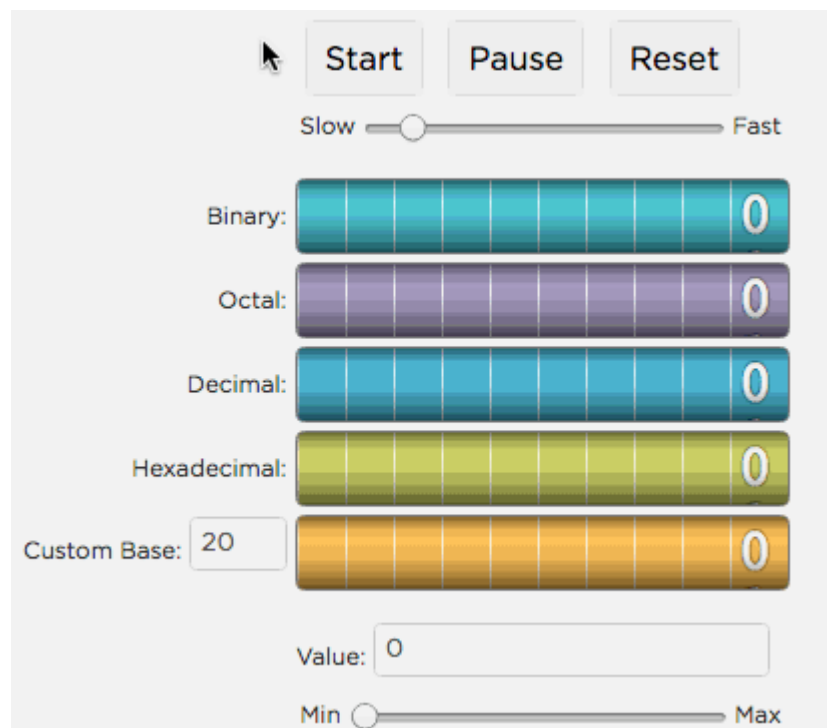 Start Pause Reset
Slow Fast
Binary: 0
Octal: 0
Decimal: 0
Hexadecimal: 0
Custom Base: 20 0
Value: 0
Min Max